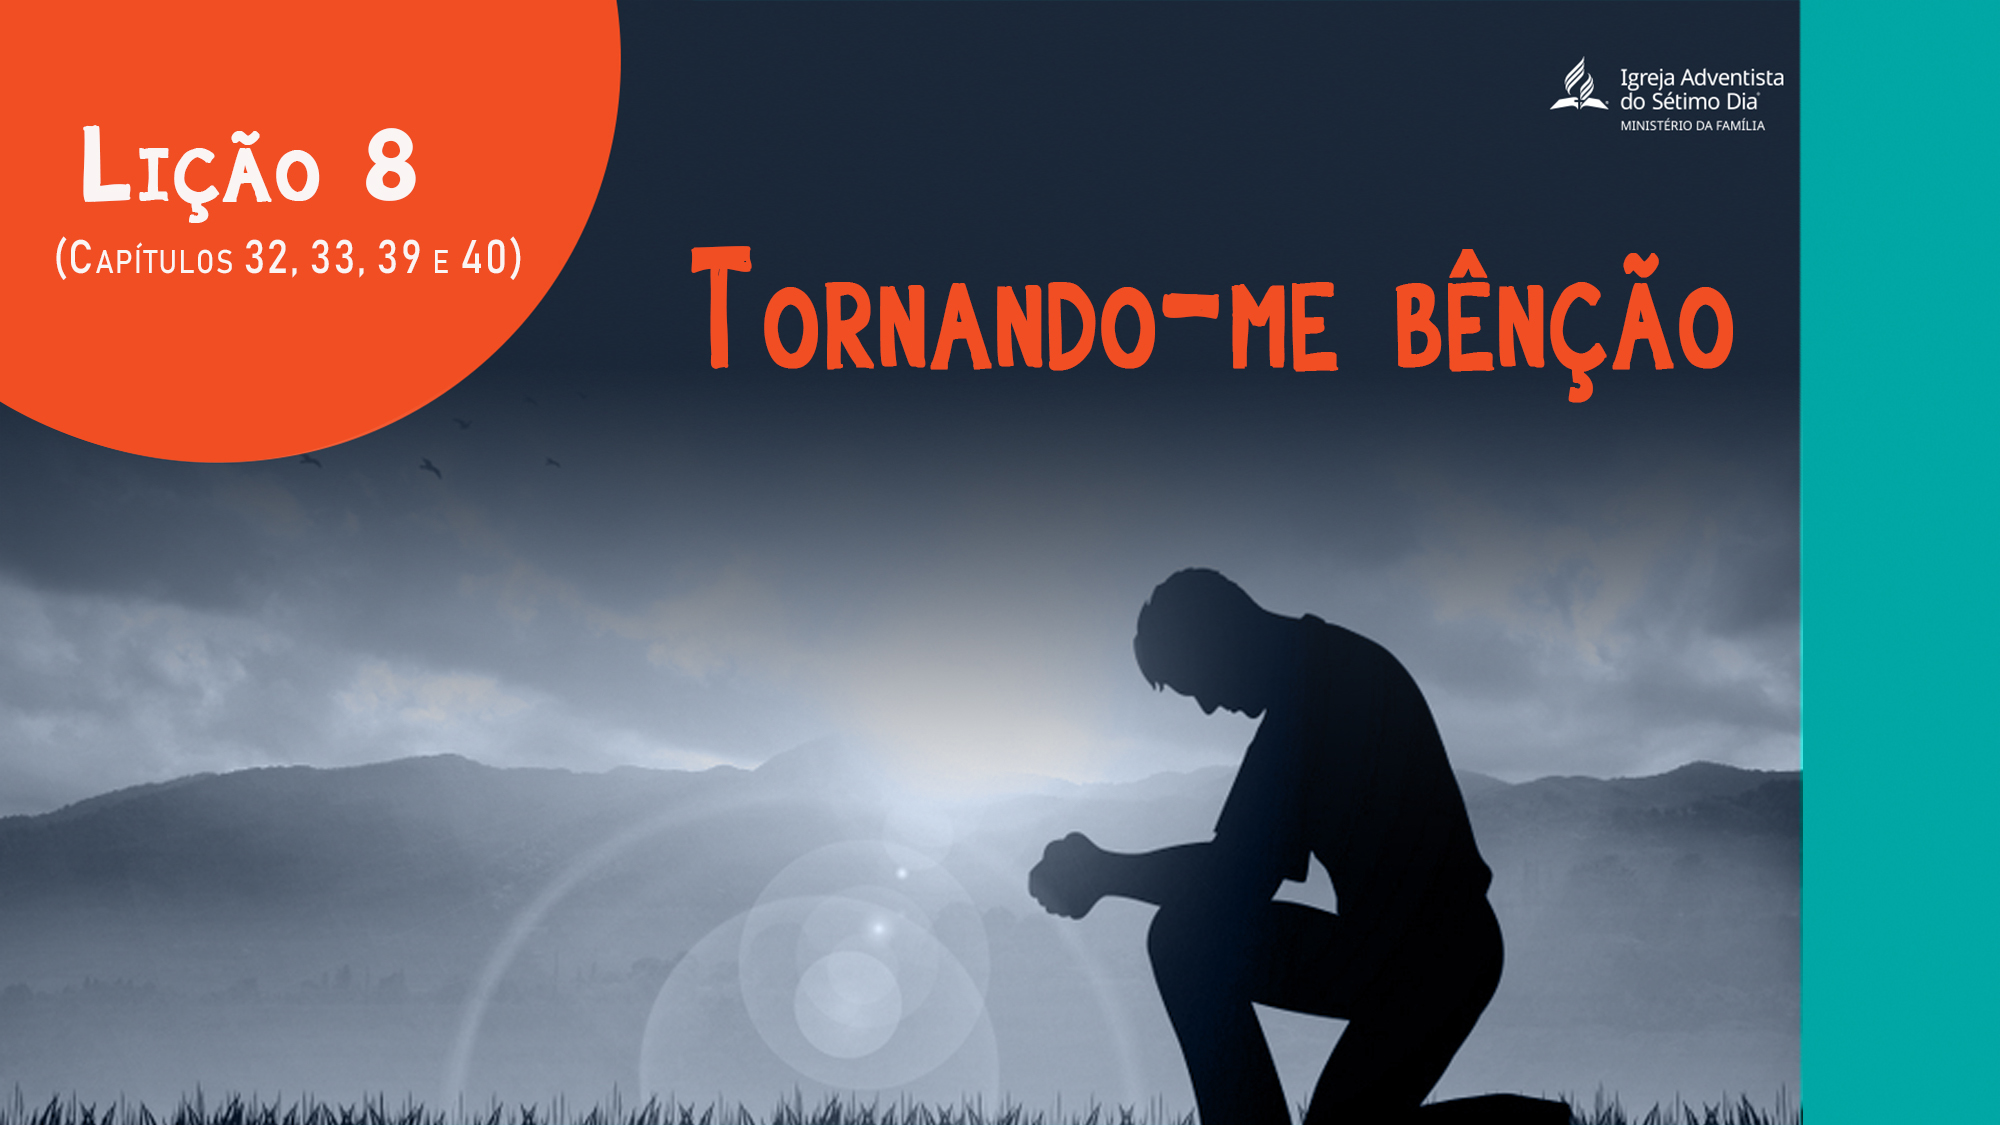 Lição 8
(Capítulos 32, 33, 39 e 40)
Igreja Adventista
do Sétimo Dia
MINISTÉRIO DA FAMÍLIA
Tornando-me bênção